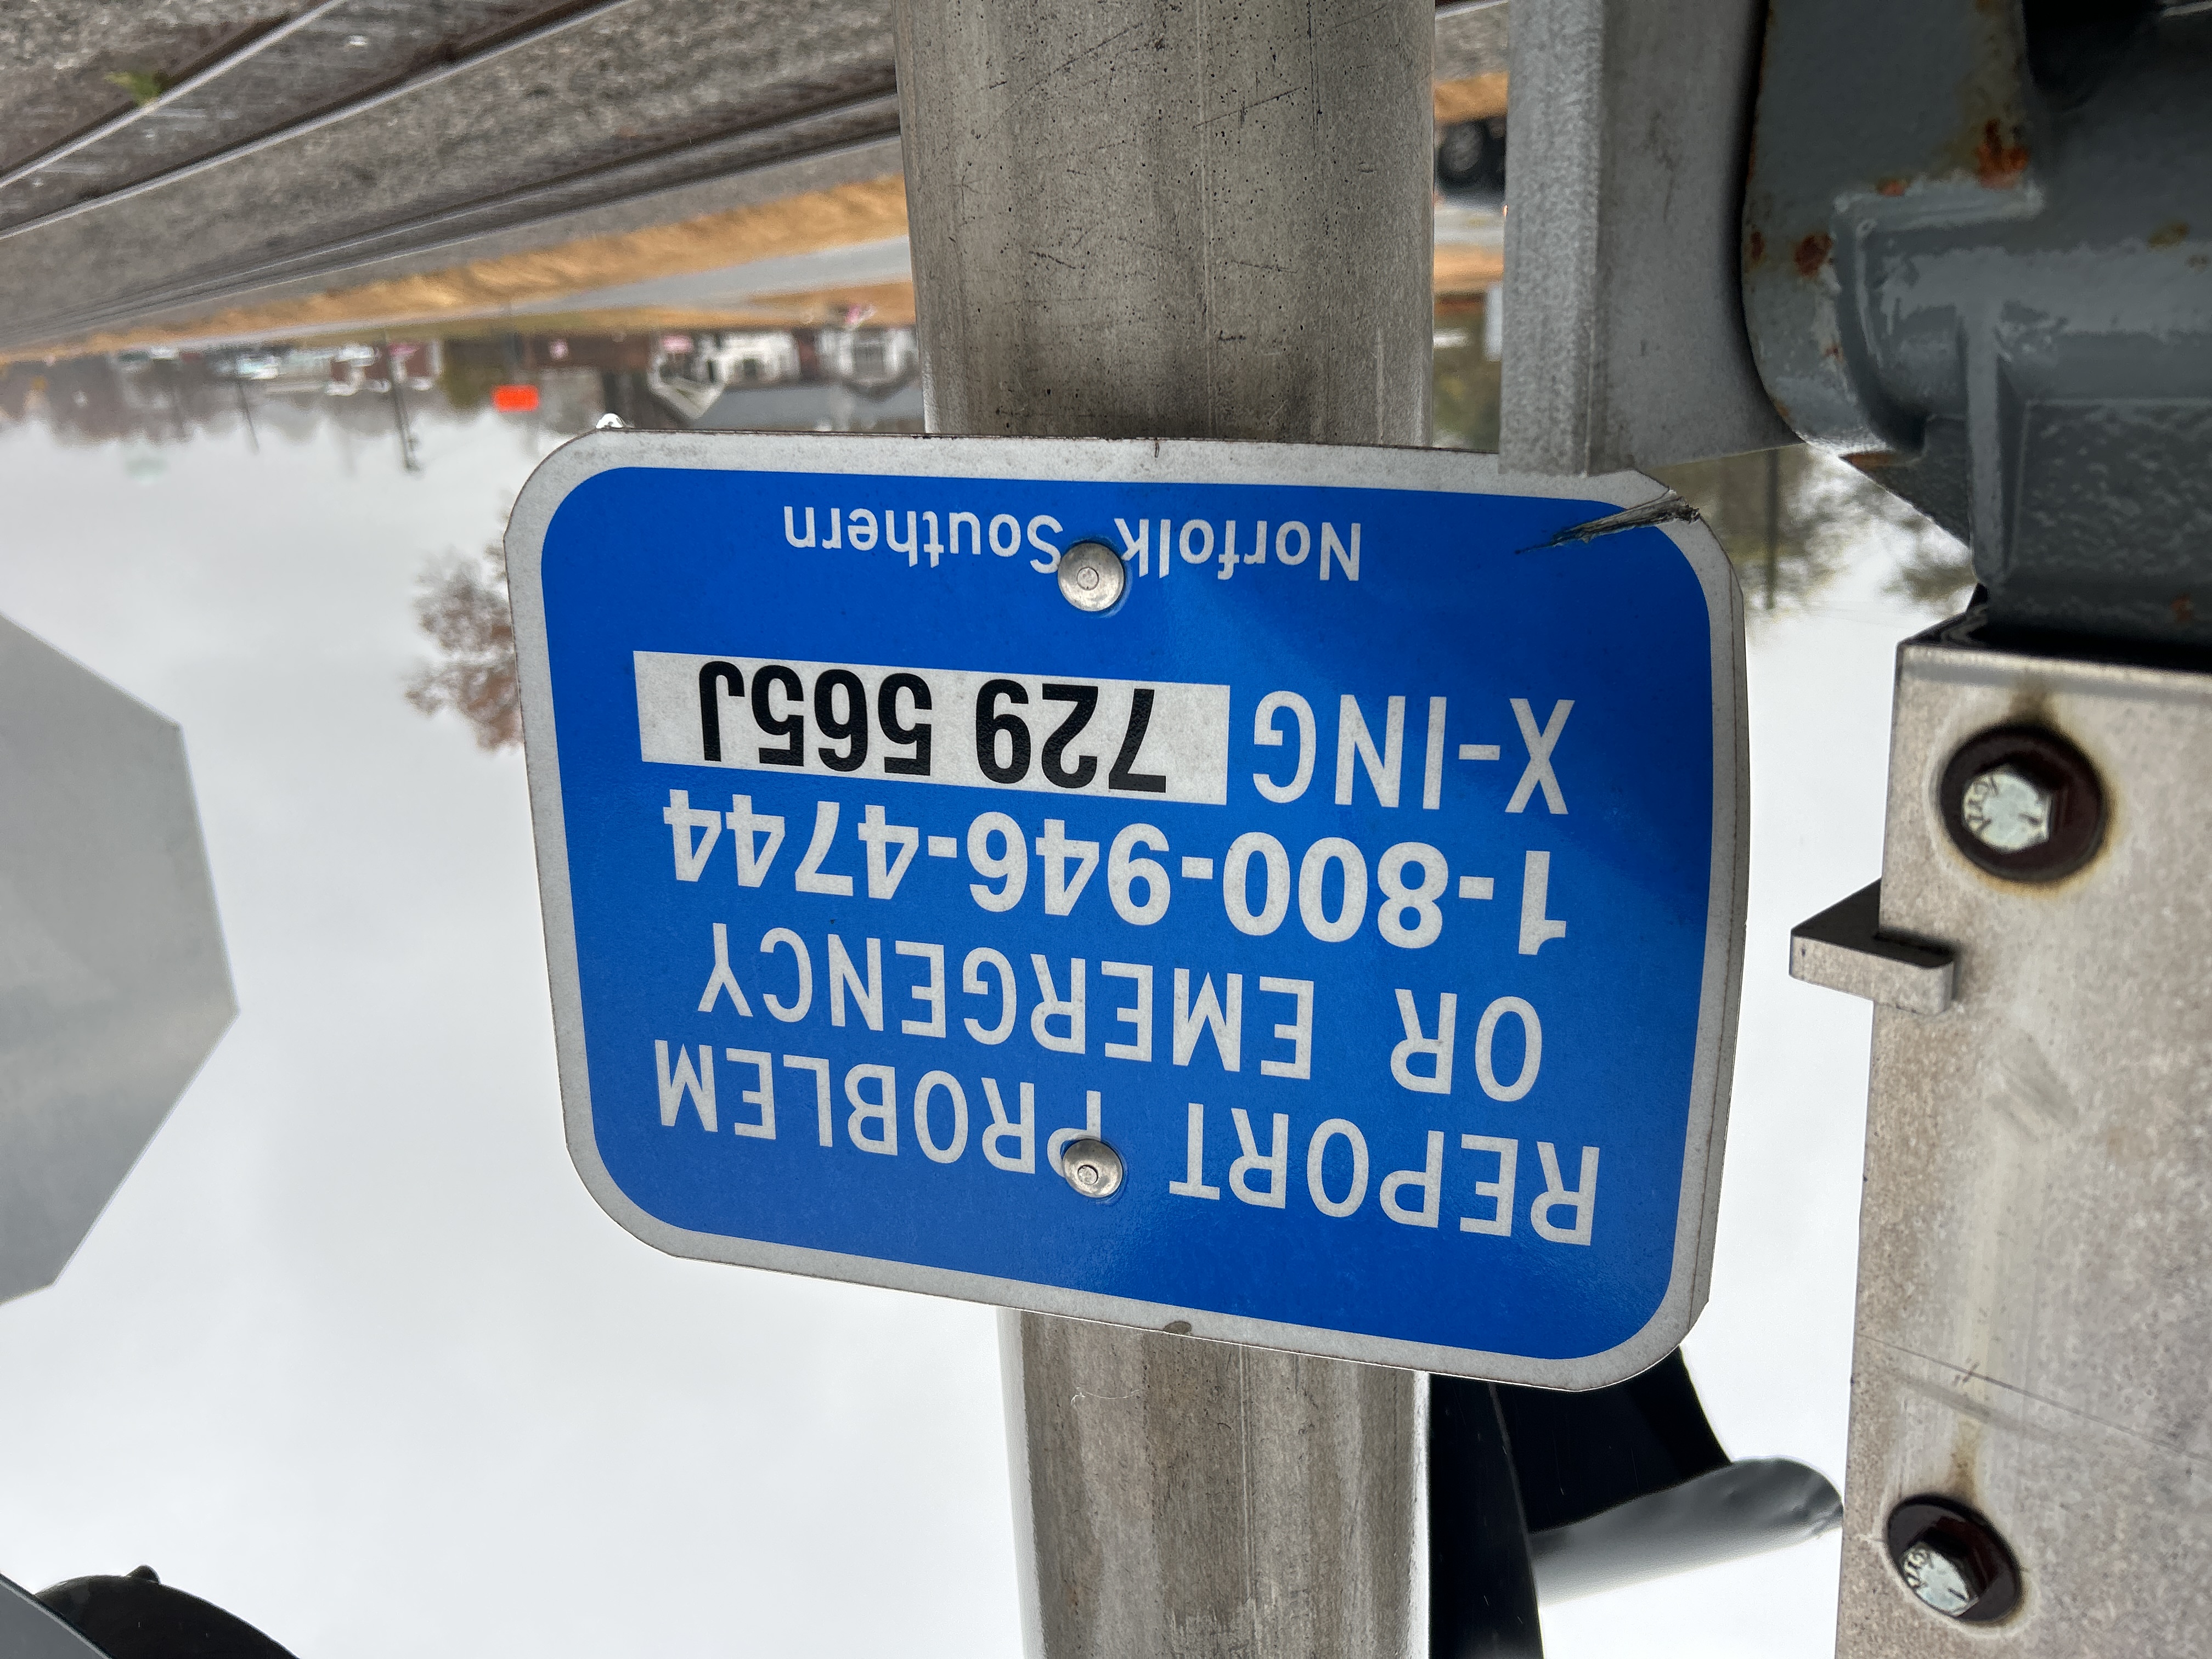 REPORT PROBLEM
OR EMERGENCY
1-800-946-4744
X-ING 729 565J
Norfolk Southern